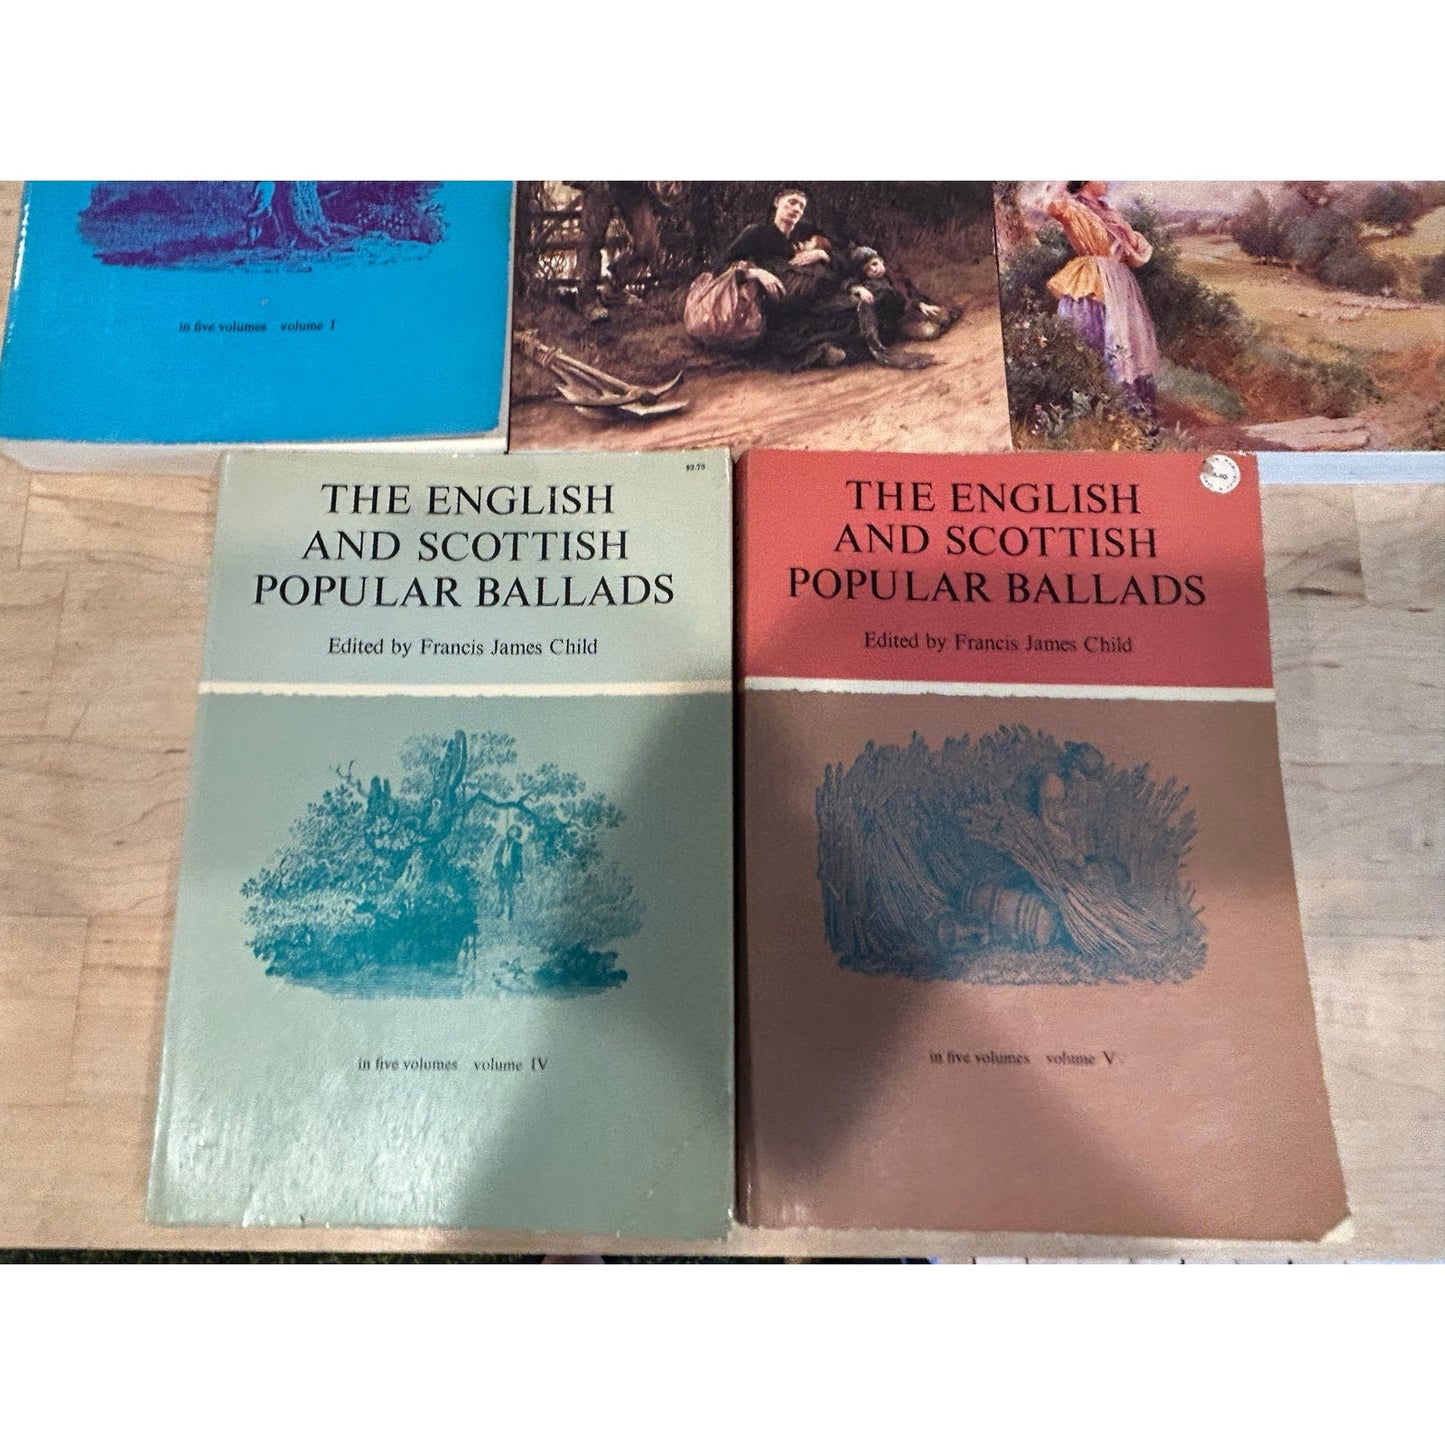 in five volumes volume I
$2.75
THE ENGLISH
AND SCOTTISH
POPULAR BALLADS
Edited by Francis James Child
in five volumes volume IV
THE ENGLISH
AND SCOTTISH
POPULAR BALLADS
Edited by Francis James Child
in five volumes volume V